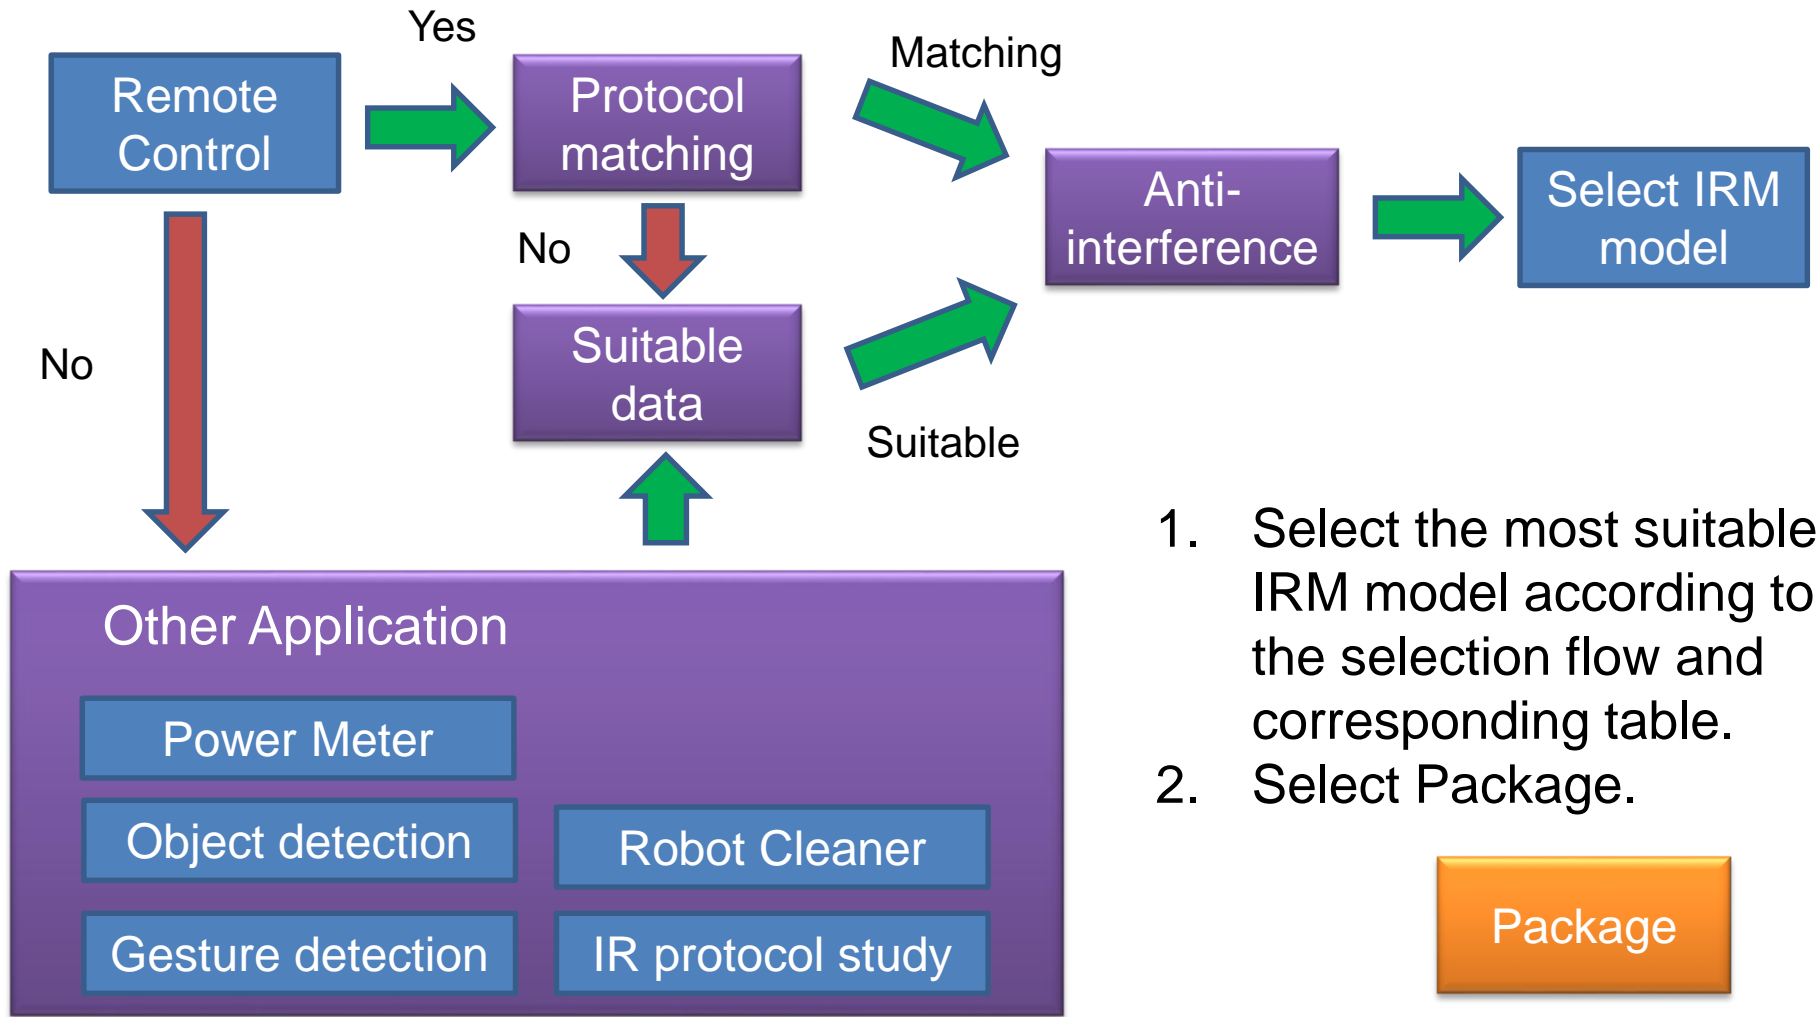 Yes
Remote
Control
Protocol
matching
Matching
Anti-
interference
Select IRM
model
No
Suitable
data
No
Suitable
Other Application
Power Meter
Object detection
Robot Cleaner
Gesture detection
IR protocol study
1. Select the most suitable
IRM model according to
the selection flow and
corresponding table.
2. Select Package.
Package